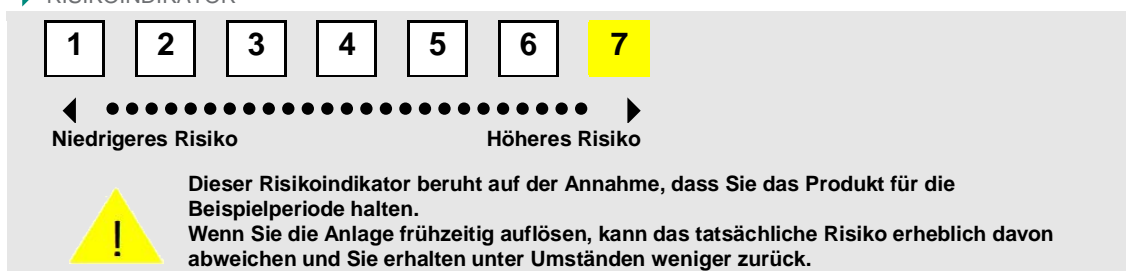 RISIKOINDIKATOR
1 2 3 4 5 6 7
Niedrigeres Risiko Höheres Risiko
Dieser Risikoindikator beruht auf der Annahme, dass Sie das Produkt für die
Beispielperiode halten.
!
Wenn Sie die Anlage frühzeitig auflösen, kann das tatsächliche Risiko erheblich davon
abweichen und Sie erhalten unter Umständen weniger zurück.